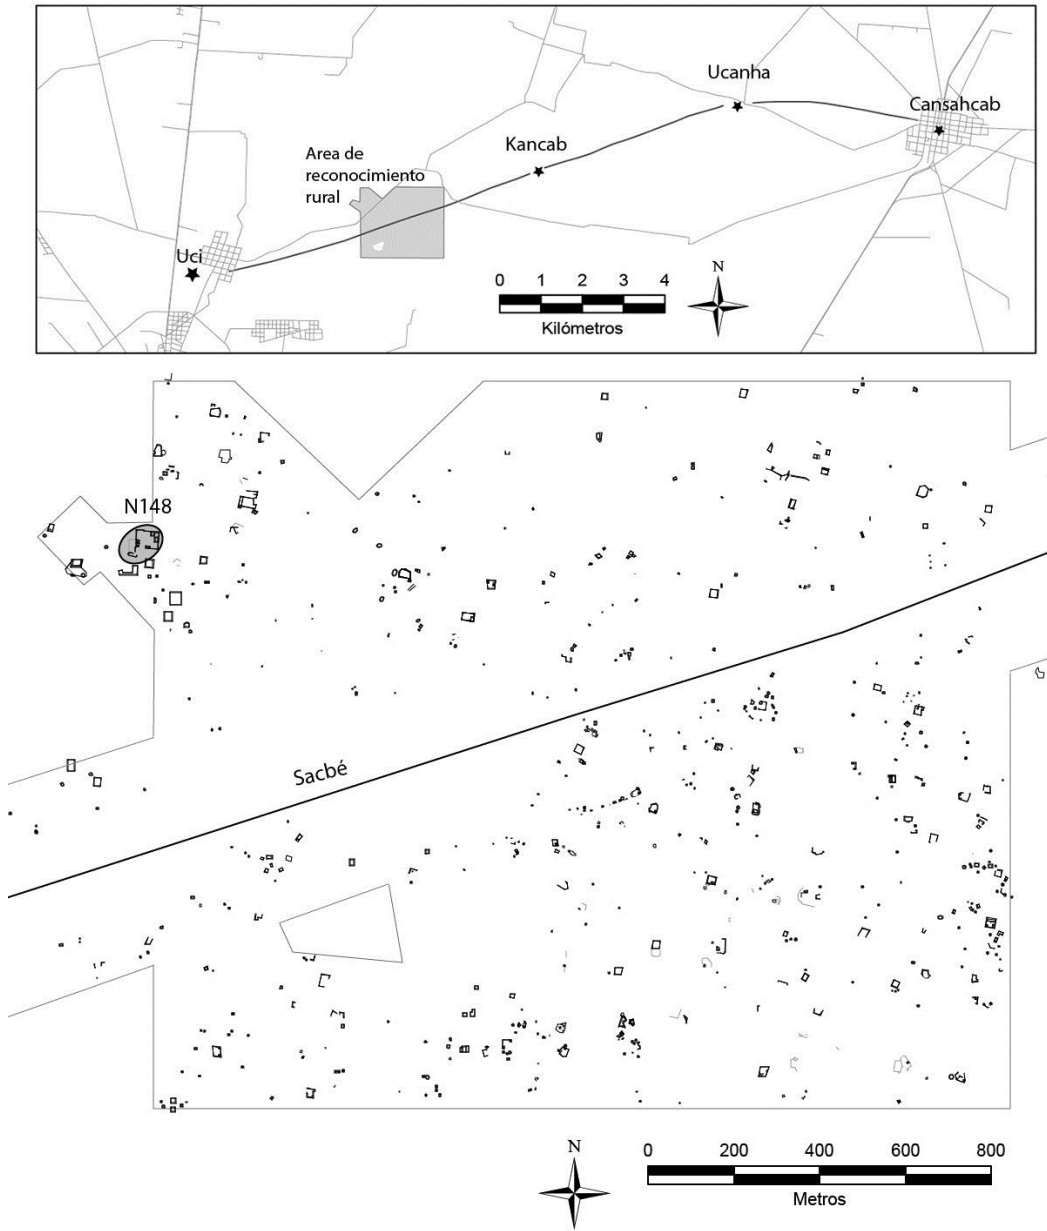 Ucanha
Cansahcab
Kancab
Area de
reconocimiento
rural
Uci
0 1 2 3 4
Kilómetros
N
N148
Sacbé
N
0 200 400 600 800
Metros